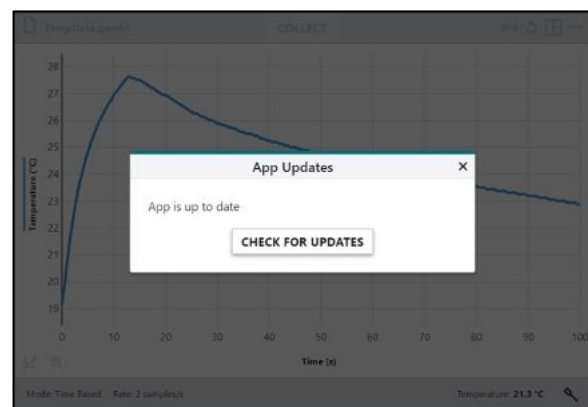 TempData.gambl
COLLECT
28
27
26
25
24
23
22
21
20
19
Temperature (°C)
App Updates
App is up to date
CHECK FOR UPDATES
0 10 20 30 40 50 60 70 80 90 100
Time (s)
Mode: Time Based Rate: 2 samples/s
Temperature: 21.3 °C